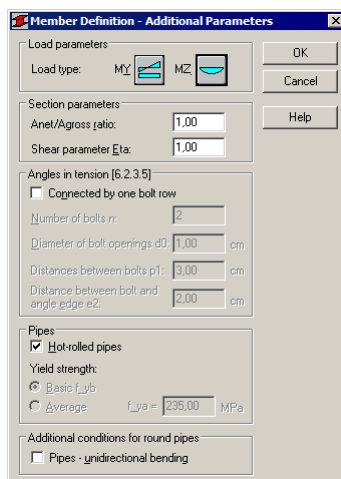 Member Definition - Additional Parameters
Load parameters
Load type: MY MZ
OK
Cancel
Help
Section parameters
Anet/Agross ratio: 1,00
Shear parameter Eta: 1,00
Angles in tension [6.2.3.5]
Connected by one bolt row
Number of bolts n: 2
Diameter of bolt openings d0: 1,00 cm
Distances between bolts p1: 3,00 cm
Distance between bolt and
angle edge e2: 2,00 cm
Pipes
Hot-rolled pipes
Yield strength:
Basic f_yb
Average f_ya = 235,00 MPa
Additional conditions for round pipes
Pipes - unidirectional bending